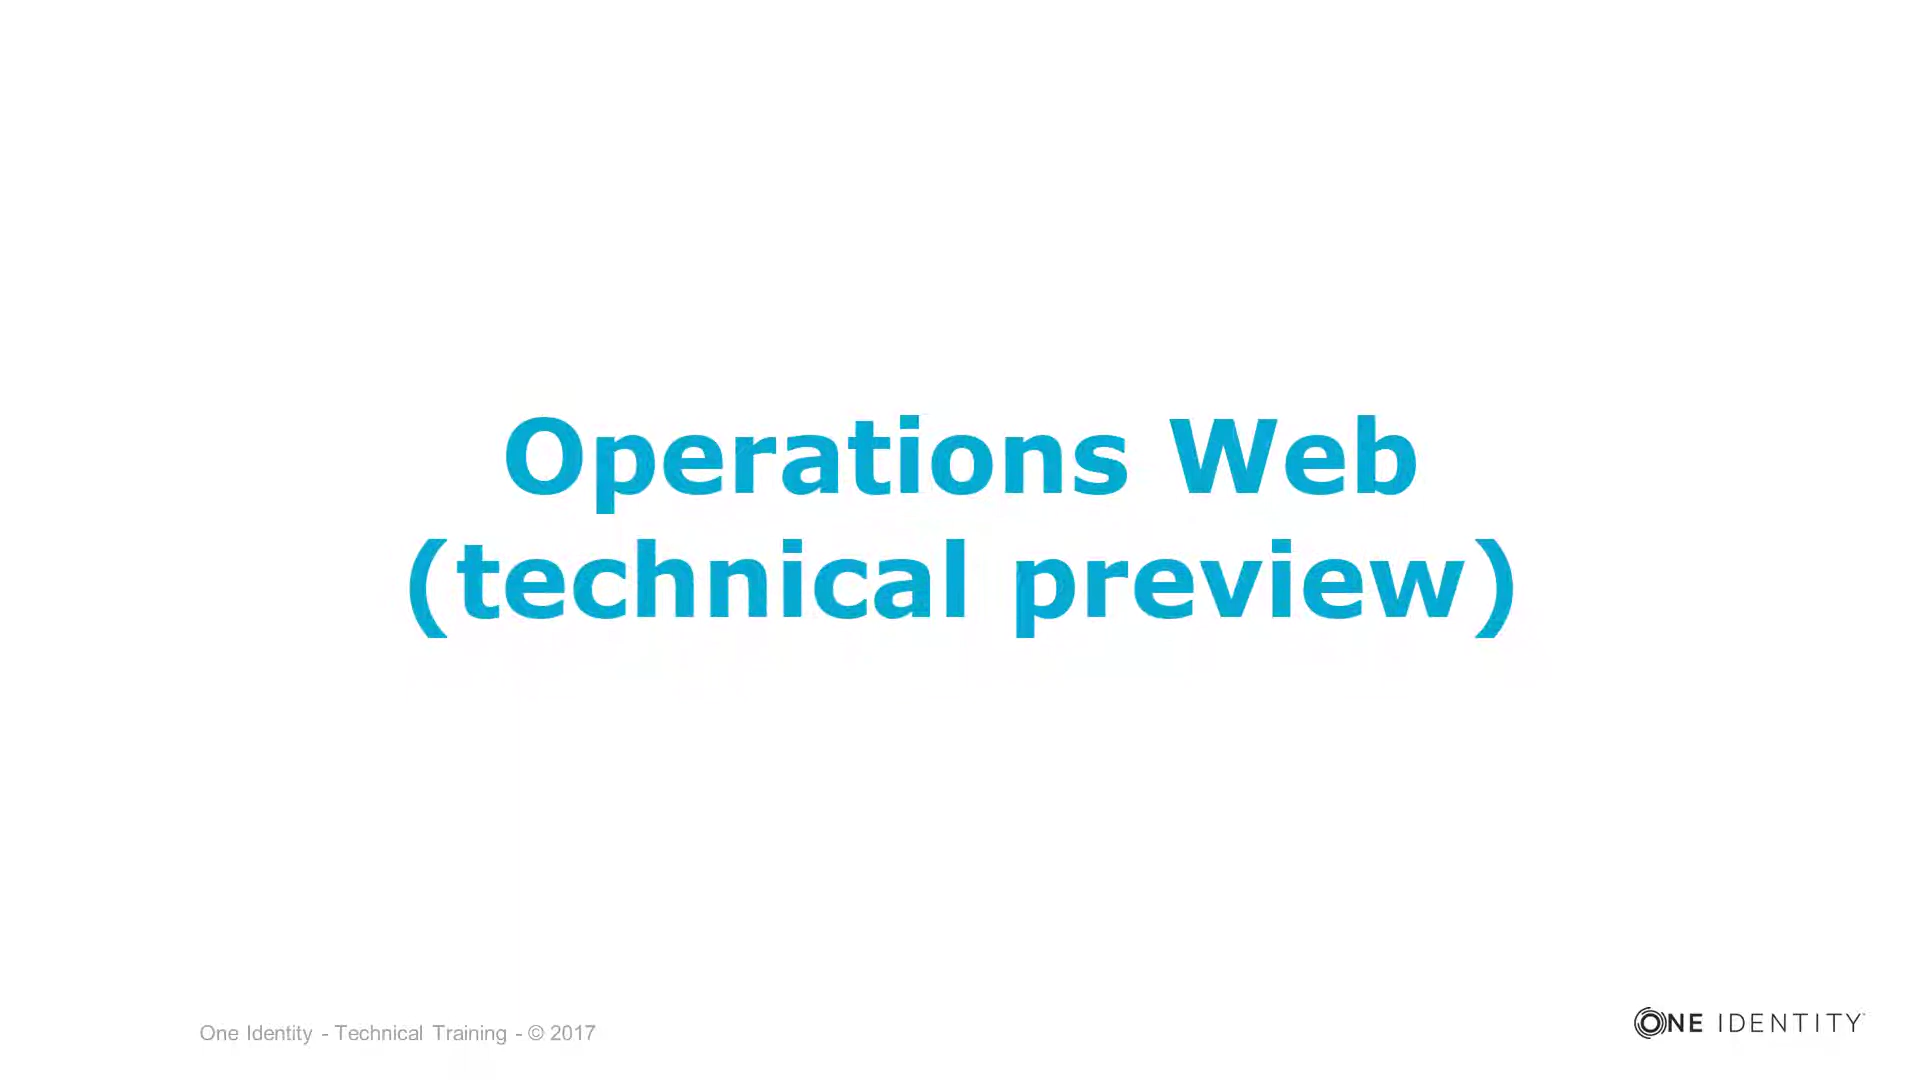 Operations Web
(technical preview)
One Identity - Technical Training - © 2017
ONE IDENTITY